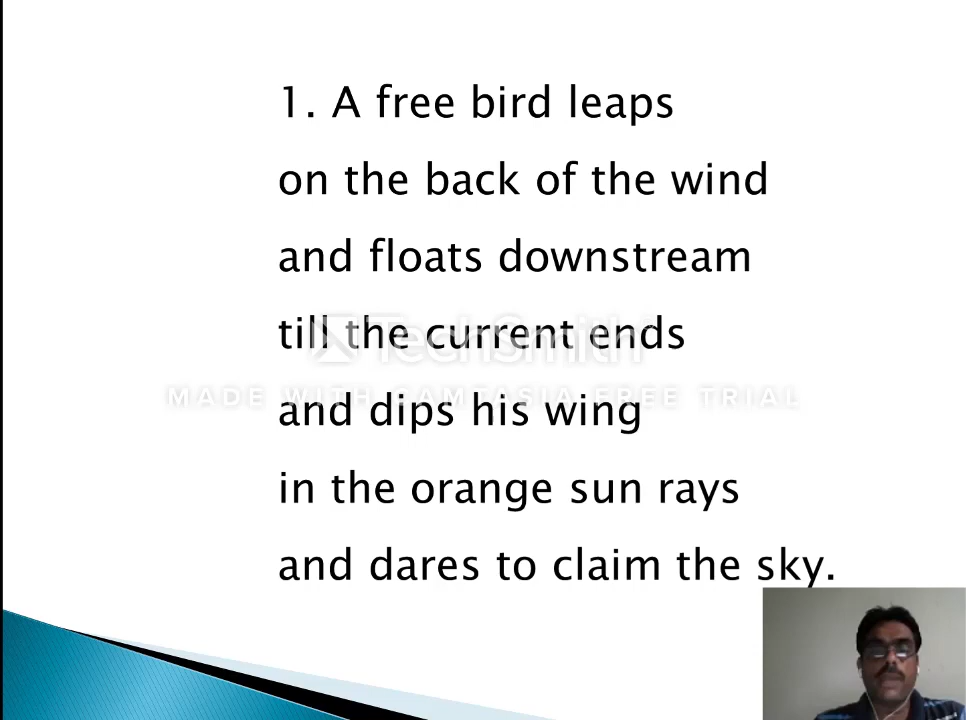 1. A free bird leaps
on the back of the wind
and floats downstream
till the current ends
TechSmith
MADE WITH CAMTASIA FREE TRIAL
and dips his wing
in the orange sun rays
and dares to claim the sky.